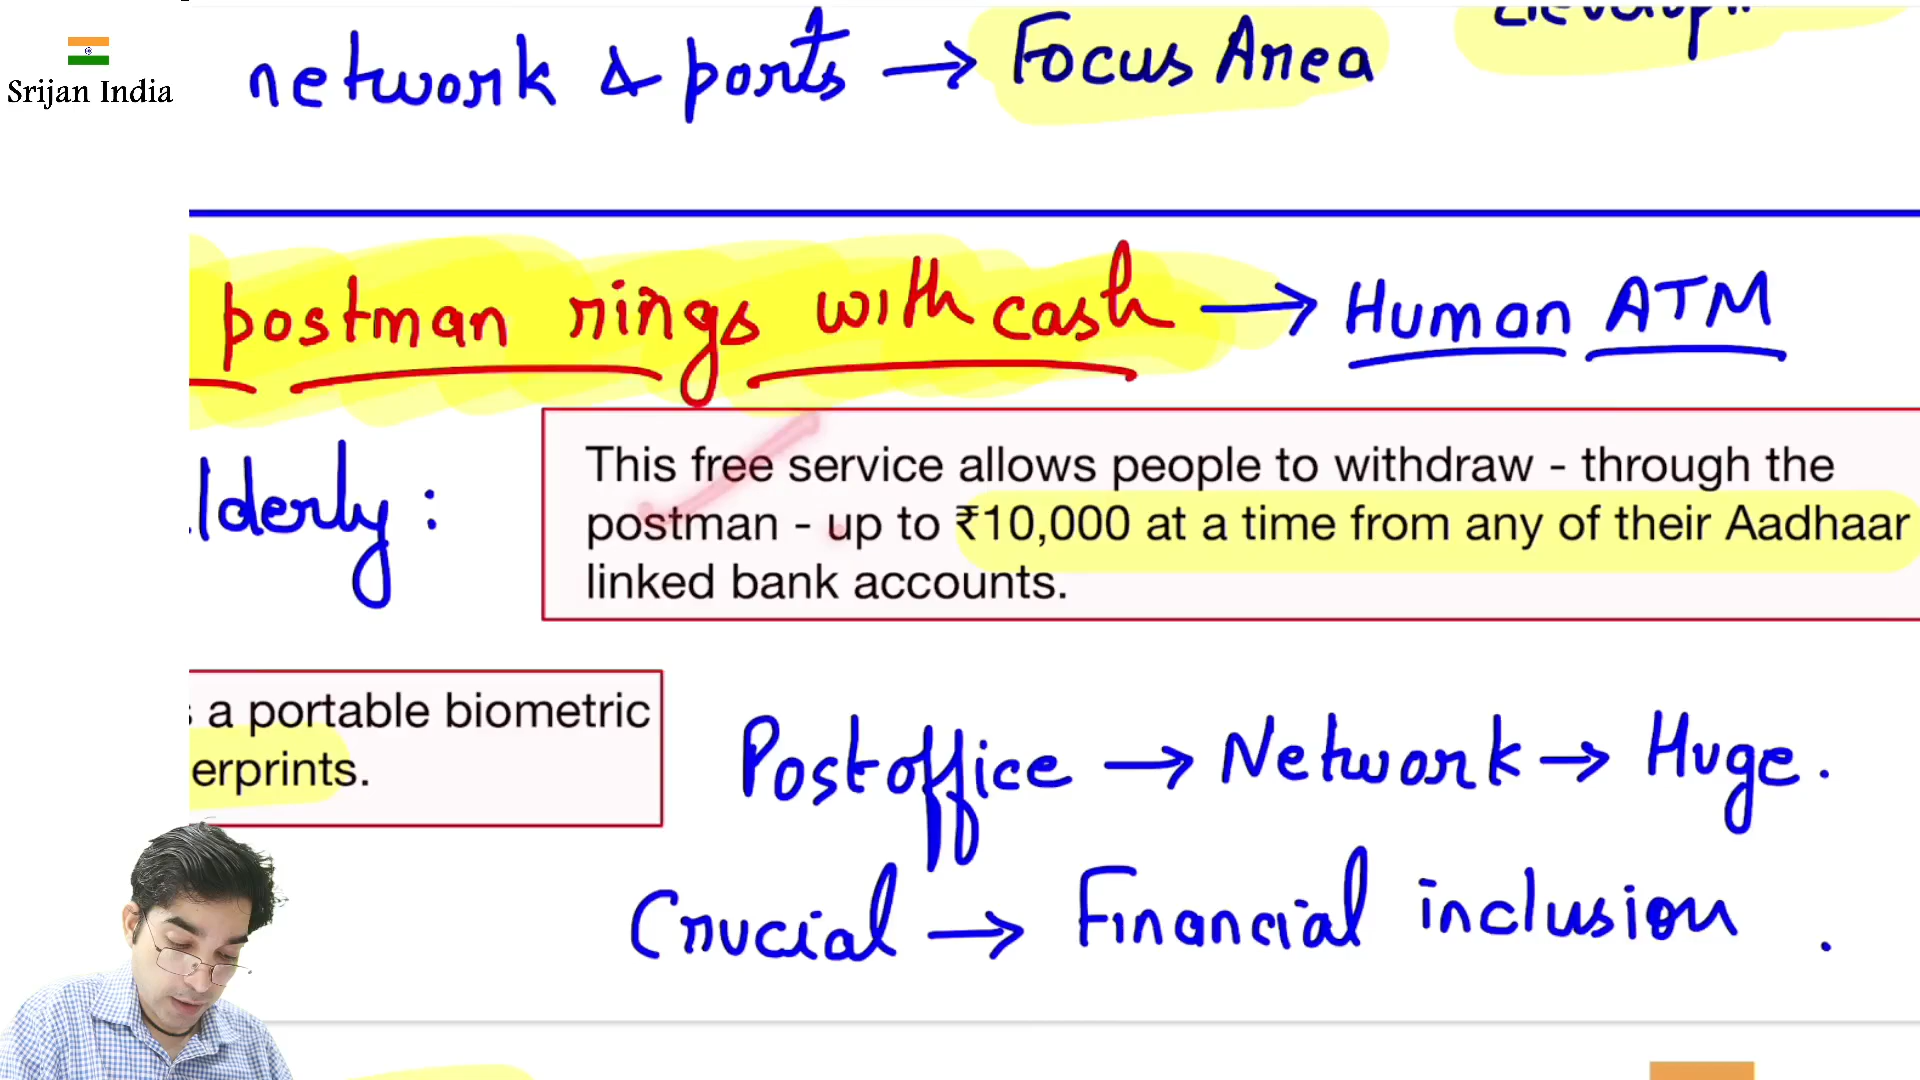 Srijan India
network & ports → Focus Area
postman rings with cash → Human ATM
lderly :
This free service allows people to withdraw - through the
postman - up to ₹10,000 at a time from any of their Aadhaar
linked bank accounts.
a portable biometric
erprints.
Post office → Network → Huge.
Crucial → Financial inclusion .